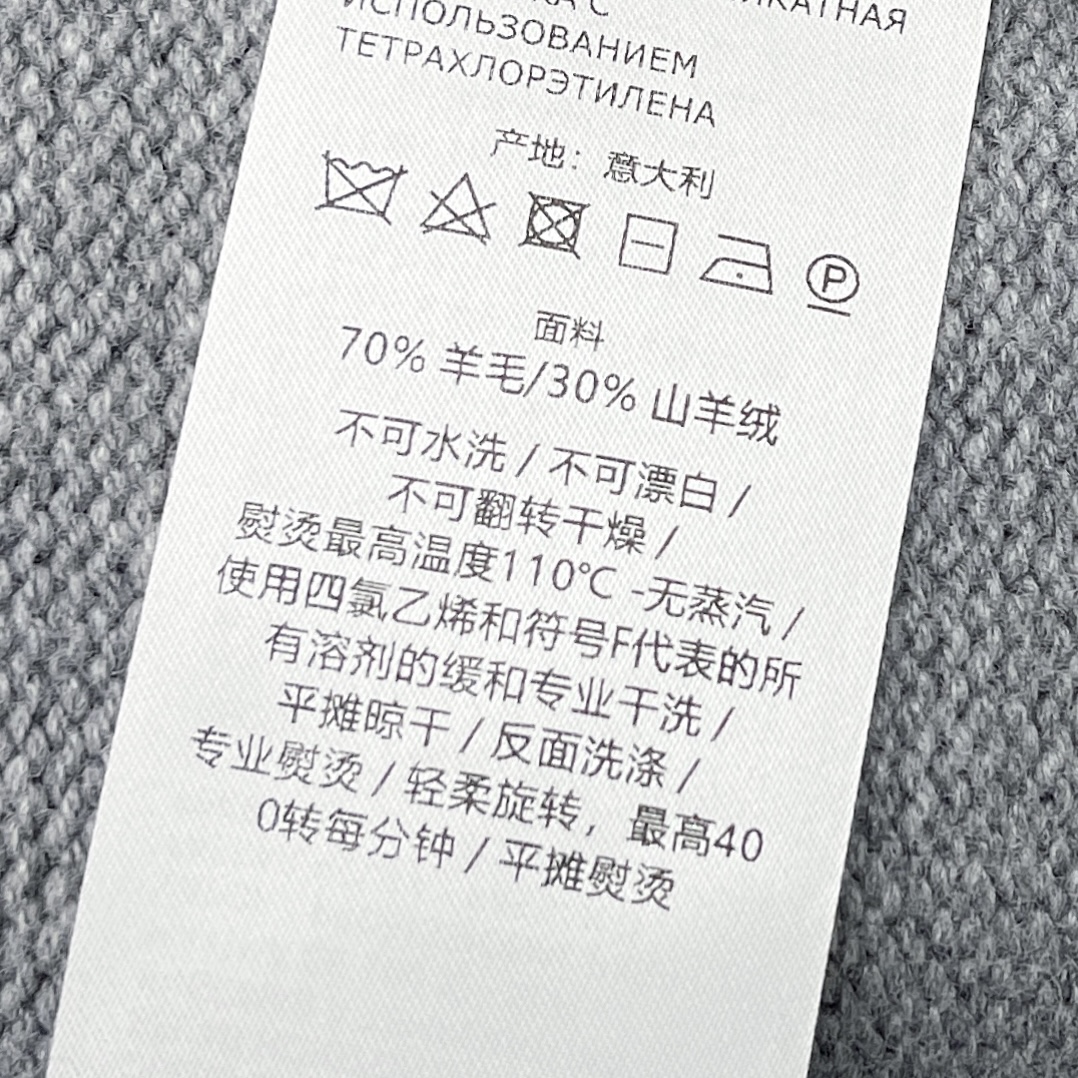 С
ИСПОЛЬЗОВАНИЕМ
ТЕТРАХЛОРЭТИЛЕНА
产地：意大利
P
面料
70% 羊毛/30% 山羊绒
不可水洗 / 不可漂白 /
不可翻转干燥 /
熨烫最高温度110℃ -无蒸汽 /
使用四氯乙烯和符号F代表的所
有溶剂的缓和专业干洗 /
平摊晾干 / 反面洗涤 /
专业熨烫 / 轻柔旋转，最高40
0转每分钟 / 平摊熨烫